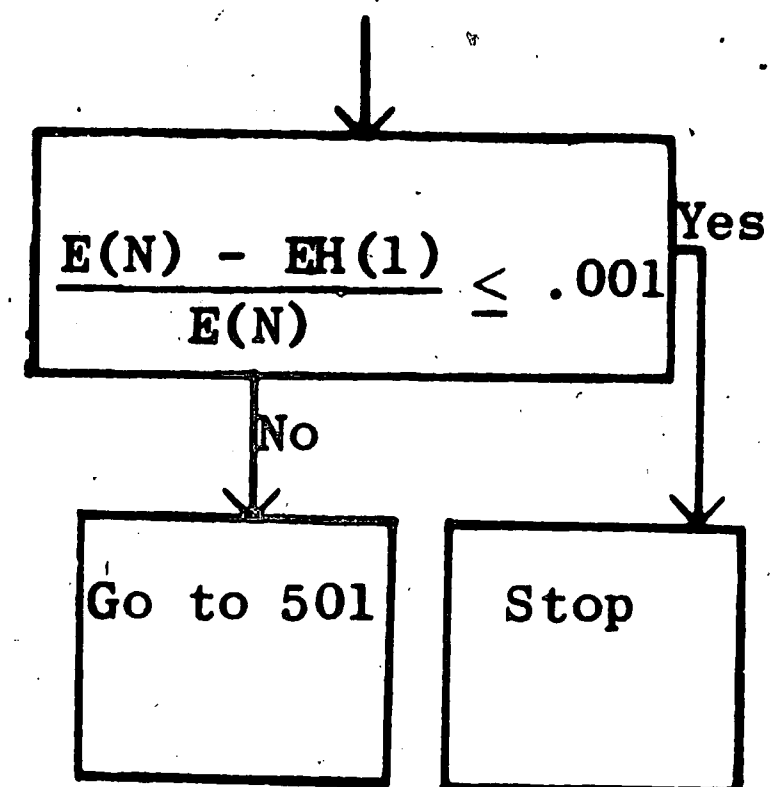 E(N) - EH(1)
E(N)
≤ .001
Yes
No
Go to 501
Stop